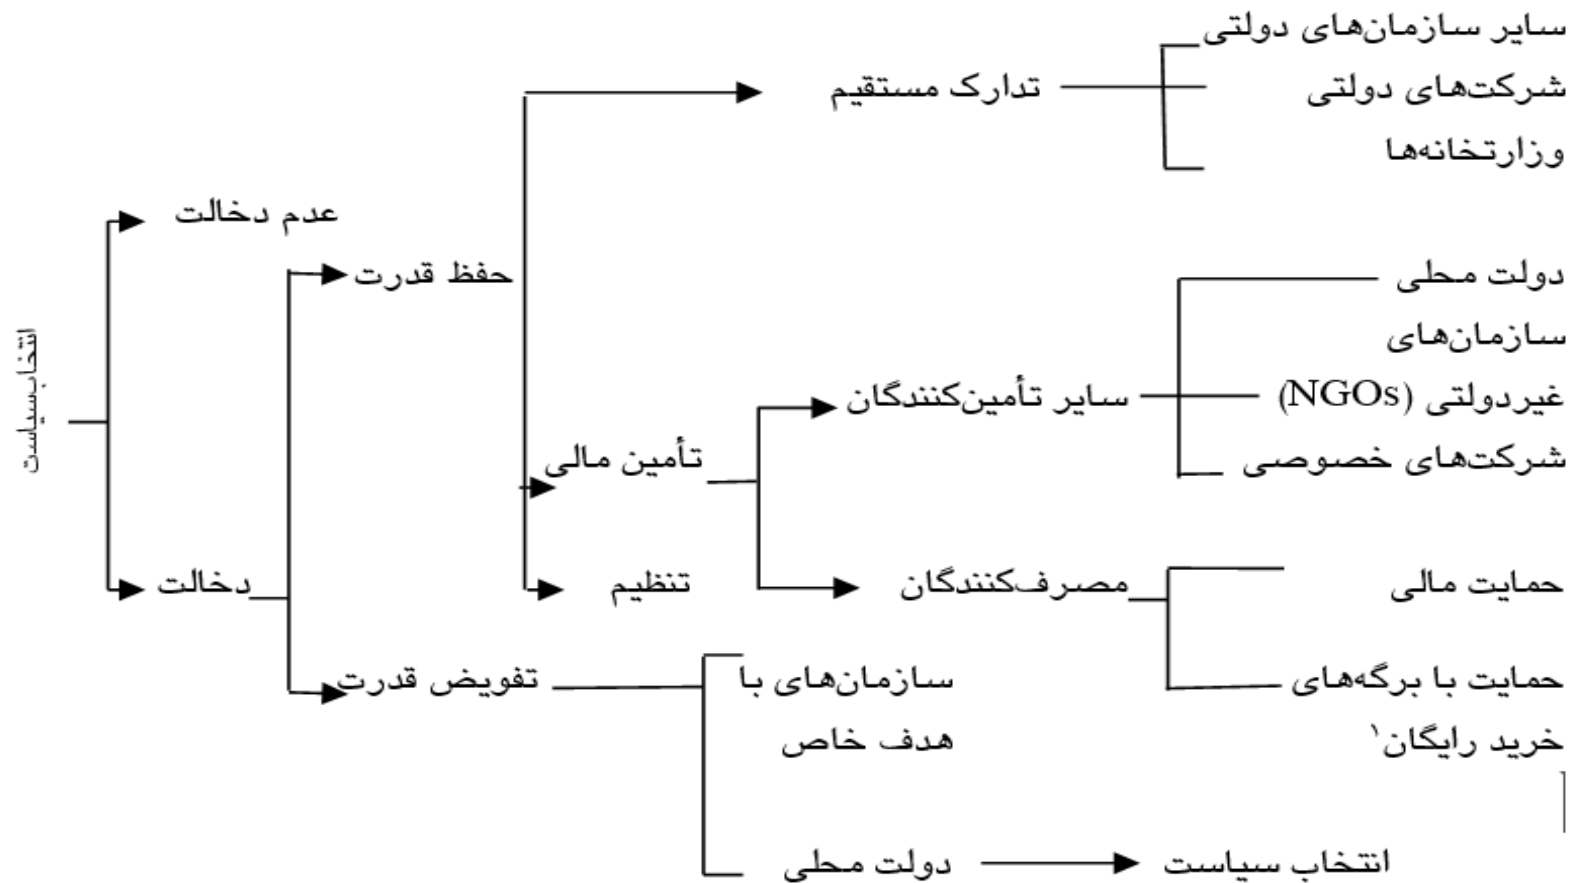 سایر سازمان‌های دولتی
تدارک مستقیم
شرکت‌های دولتی
وزارتخانه‌ها
عدم دخالت
حفظ قدرت
دولت محلی
سازمان‌های
غیردولتی (NGOs)
سایر تأمین‌کنندگان
انتخاب‌سیاست
تأمین مالی
شرکت‌های خصوصی
دخالت
تنظیم
مصرف‌کنندگان
حمایت مالی
تفویض قدرت
سازمان‌های با
هدف خاص
حمایت با برگه‌های
خرید رایگان۱
دولت محلی
انتخاب سیاست